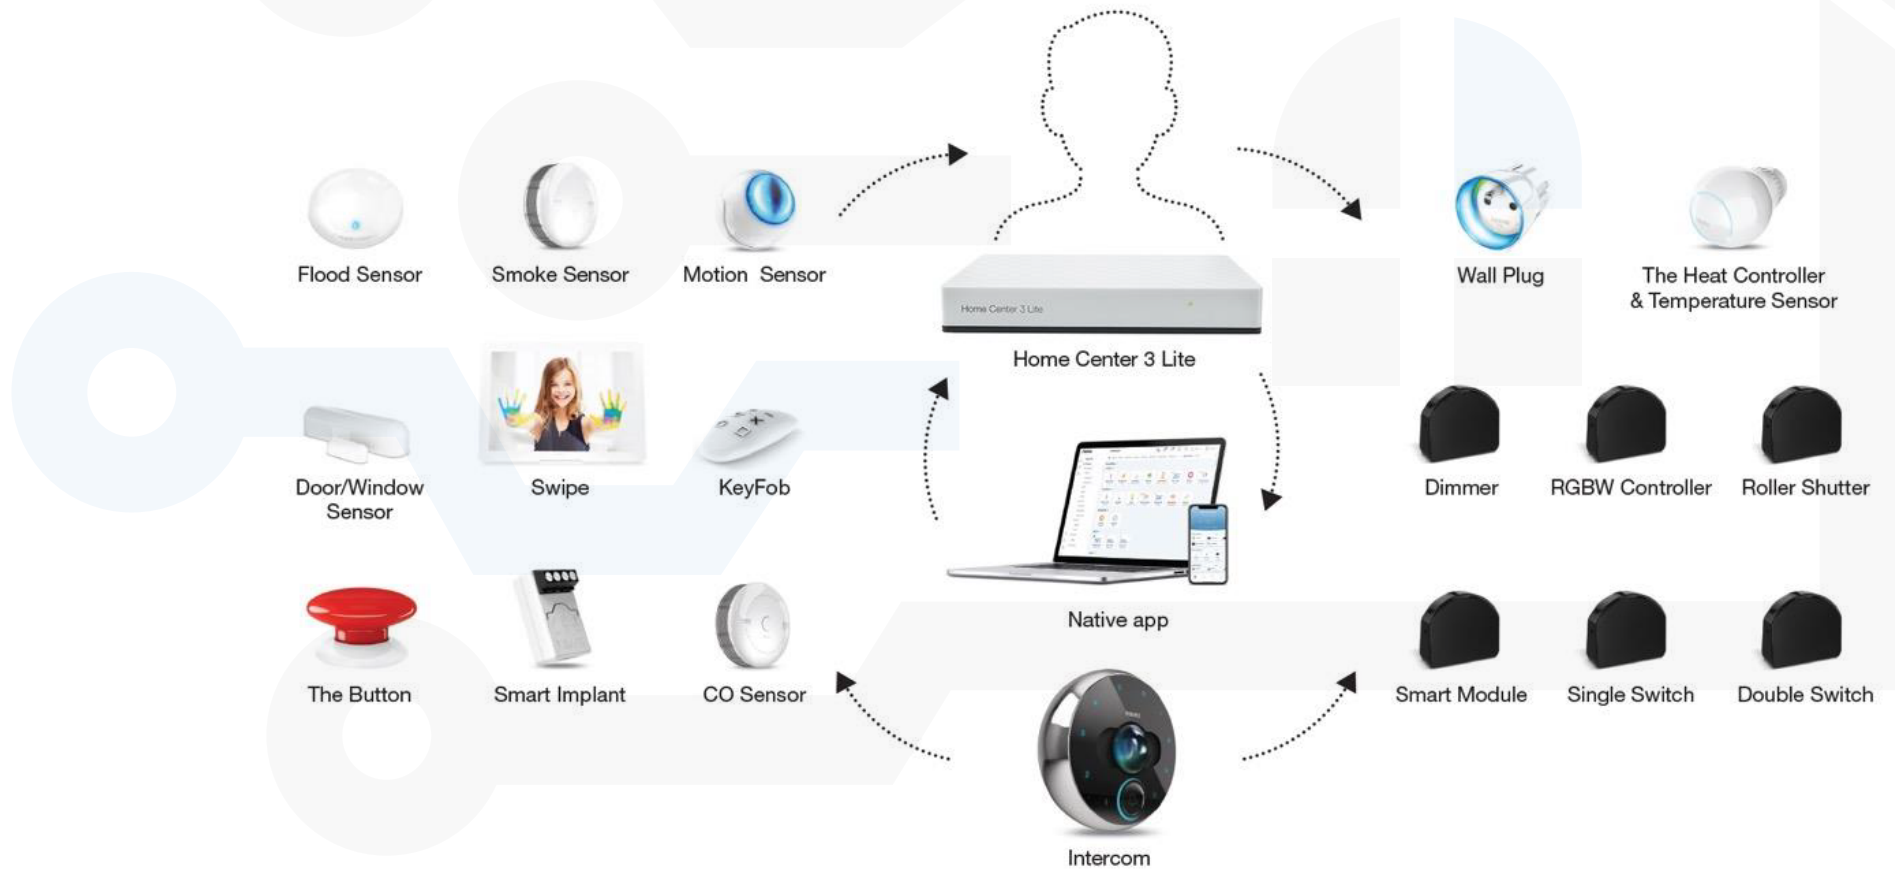 Flood Sensor
Smoke Sensor
Motion  Sensor
Home Center 3 Lite
Home Center 3 Lite
Wall Plug
The Heat Controller
& Temperature Sensor
Door/Window
Sensor
Swipe
KeyFob
Dimmer
RGBW Controller
Roller Shutter
Native app
The Button
Smart Implant
CO Sensor
Smart Module
Single Switch
Double Switch
Intercom